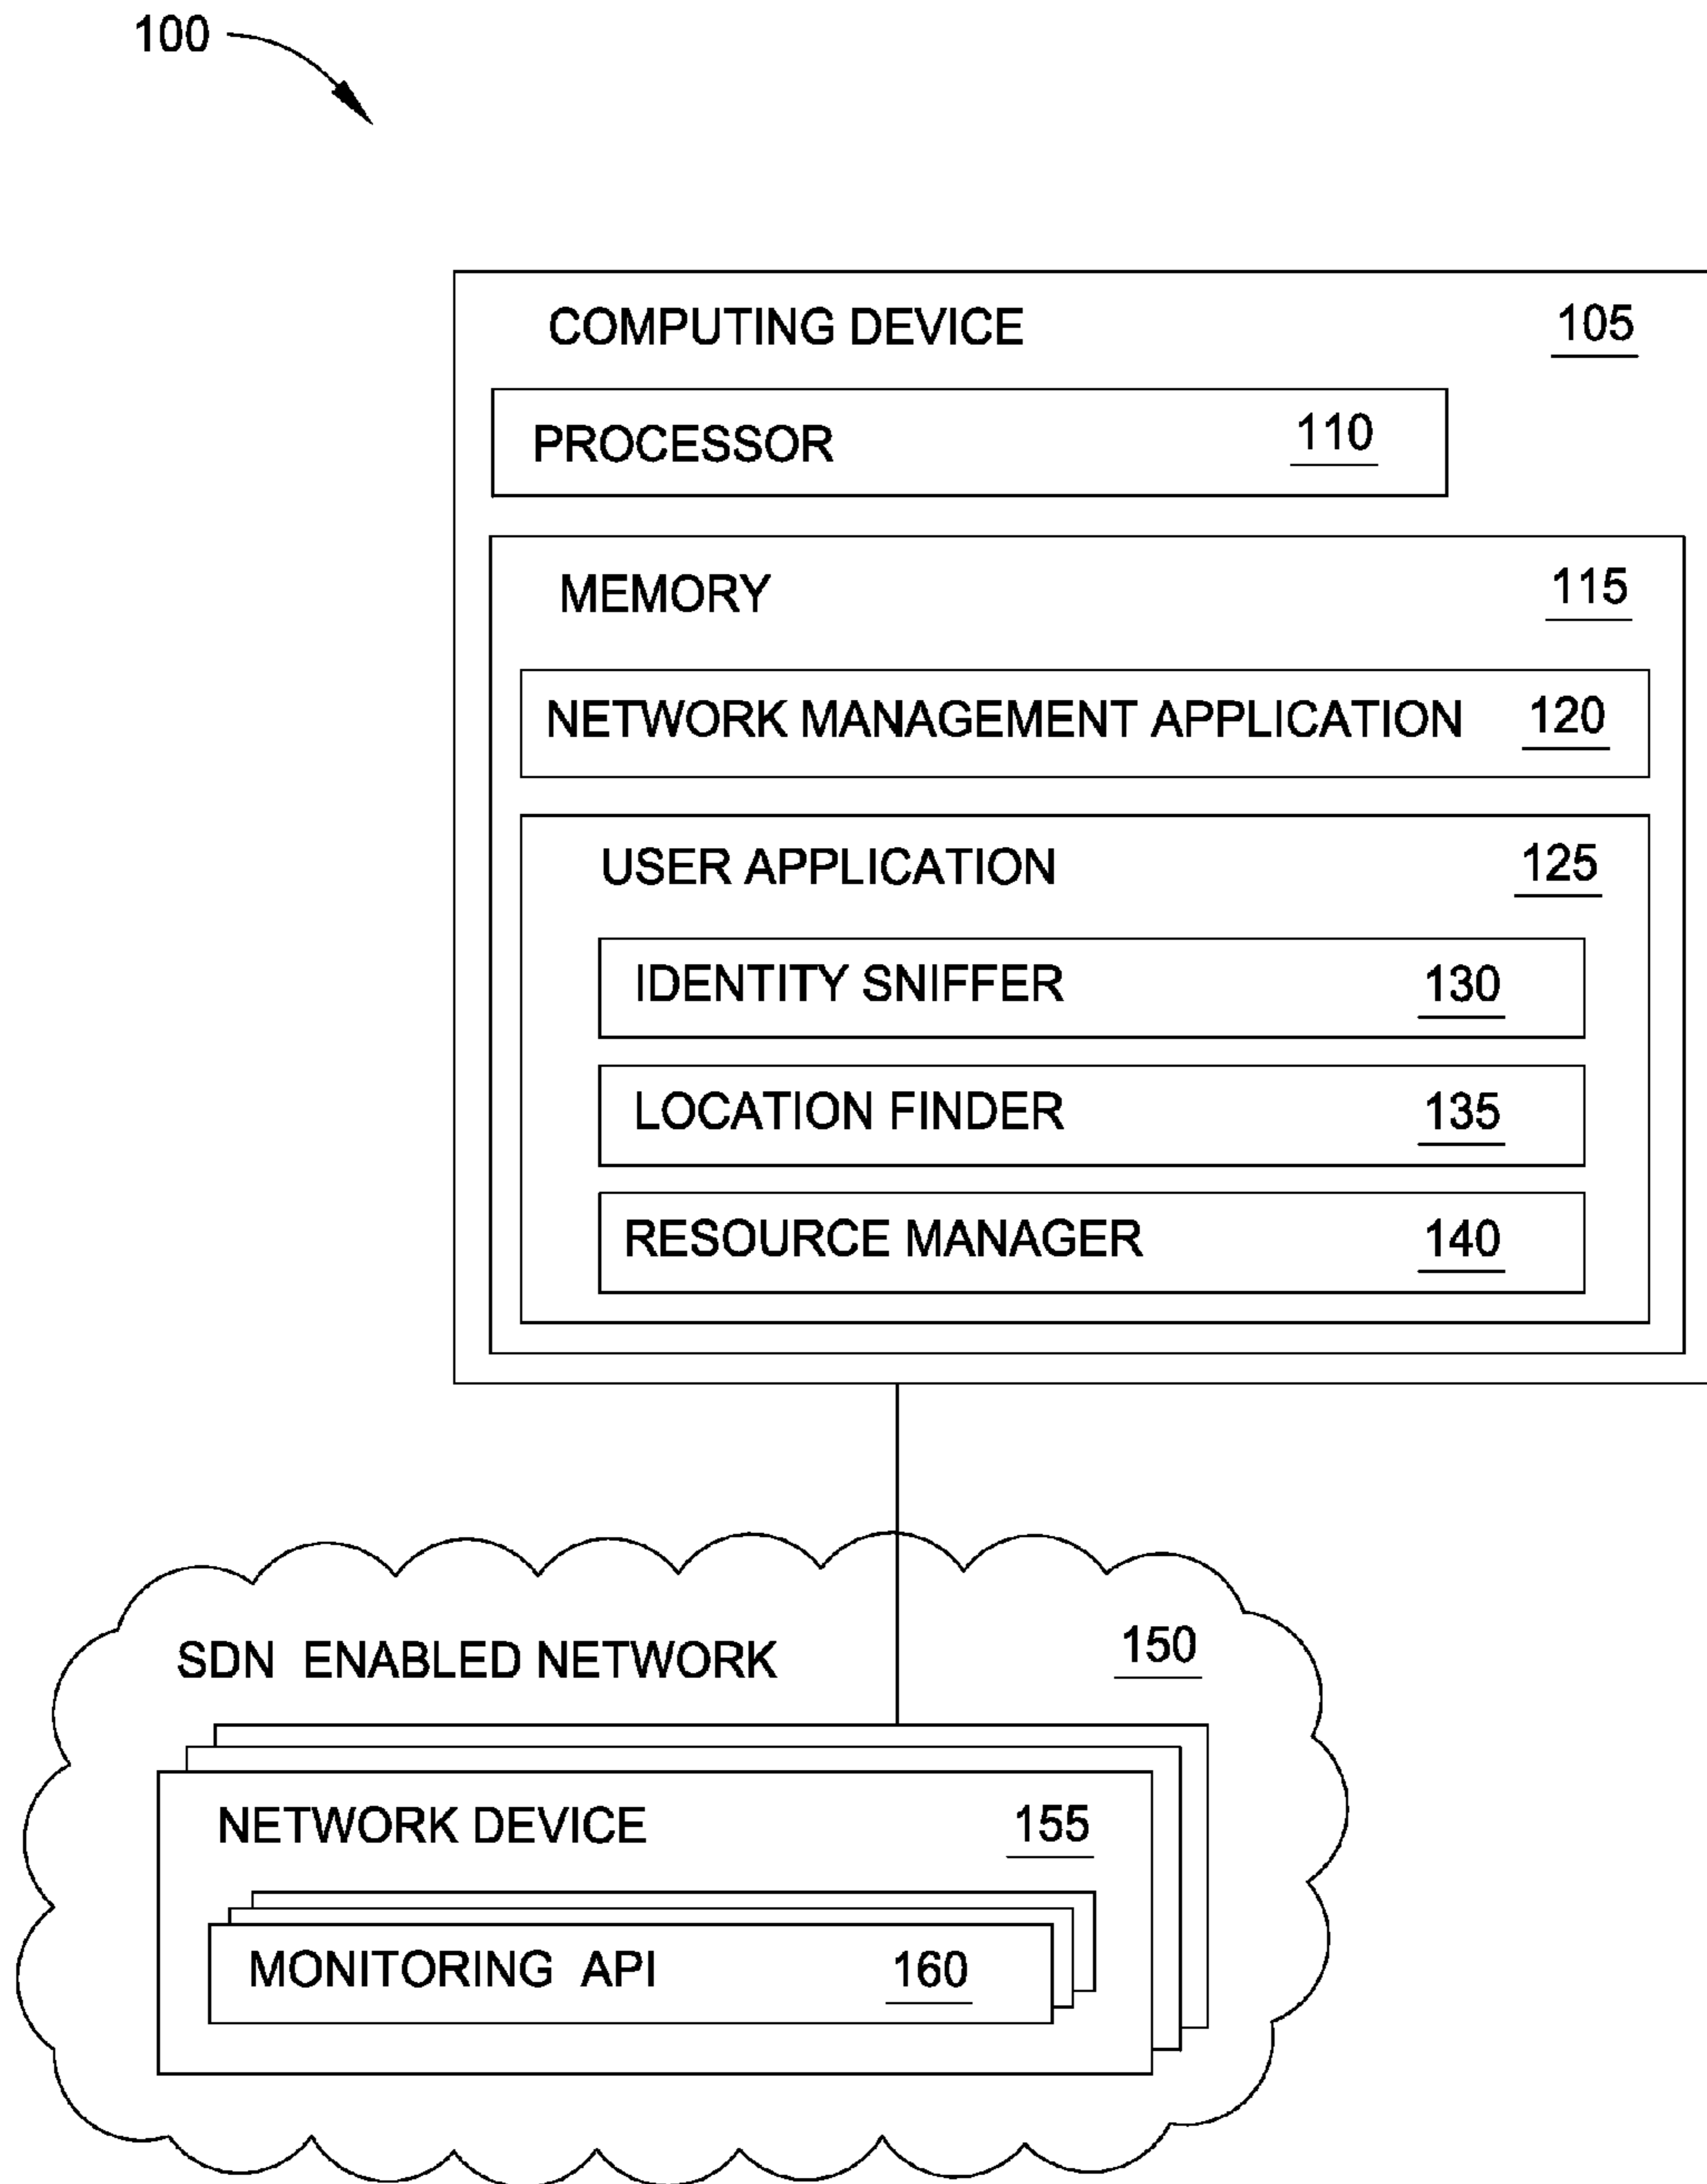 100
COMPUTING DEVICE 105
PROCESSOR 110
MEMORY 115
NETWORK MANAGEMENT APPLICATION 120
USER APPLICATION 125
IDENTITY SNIFFER 130
LOCATION FINDER 135
RESOURCE MANAGER 140
SDN ENABLED NETWORK 150
NETWORK DEVICE 155
MONITORING API 160